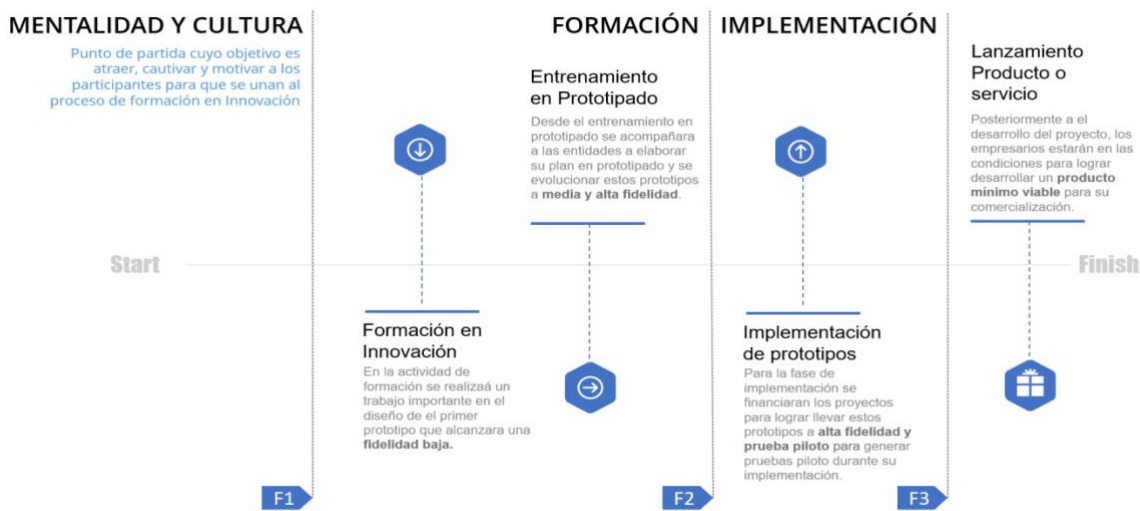 MENTALIDAD Y CULTURA
Punto de partida cuyo objetivo es
atraer, cautivar y motivar a los
participantes para que se unan al
proceso de formación en Innovación
FORMACIÓN
IMPLEMENTACIÓN
Entrenamiento
en Prototipado
Desde el entrenamiento en
prototipado se acompañara
a las entidades a elaborar
su plan en prototipado y se
evolucionar estos prototipos
a media y alta fidelidad.
Lanzamiento
Producto o
servicio
Posteriormente a el
desarrollo del proyecto, los
empresarios estarán en las
condiciones para lograr
desarrollar un producto
mínimo viable para su
comercialización.
Start
Finish
Formación en
Innovación
En la actividad de
formación se realizaá un
trabajo importante en el
diseño de el primer
prototipo que alcanzara una
fidelidad baja.
Implementación
de prototipos
Para la fase de
implementación se
financiaran los proyectos
para lograr llevar estos
prototipos a alta fidelidad y
prueba piloto para generar
pruebas piloto durante su
implementación.
F1
F2
F3